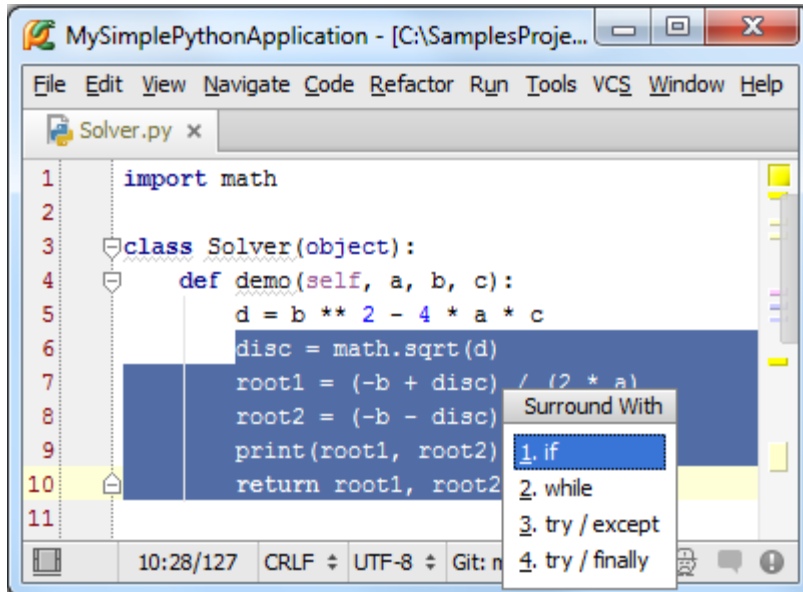 MySimplePythonApplication - [C:\SamplesProje...
File Edit View Navigate Code Refactor Run Tools VCS Window Help
Solver.py
1 import math
2
3 class Solver(object):
4 def demo(self, a, b, c):
5 d = b ** 2 - 4 * a * c
6 disc = math.sqrt(d)
7 root1 = (-b + disc) / (2 * a)
8 root2 = (-b - disc)
9 print(root1, root2)
10 return root1, root2
11
Surround With
1. if
2. while
3. try / except
4. try / finally
10:28/127 CRLF UTF-8 Git: